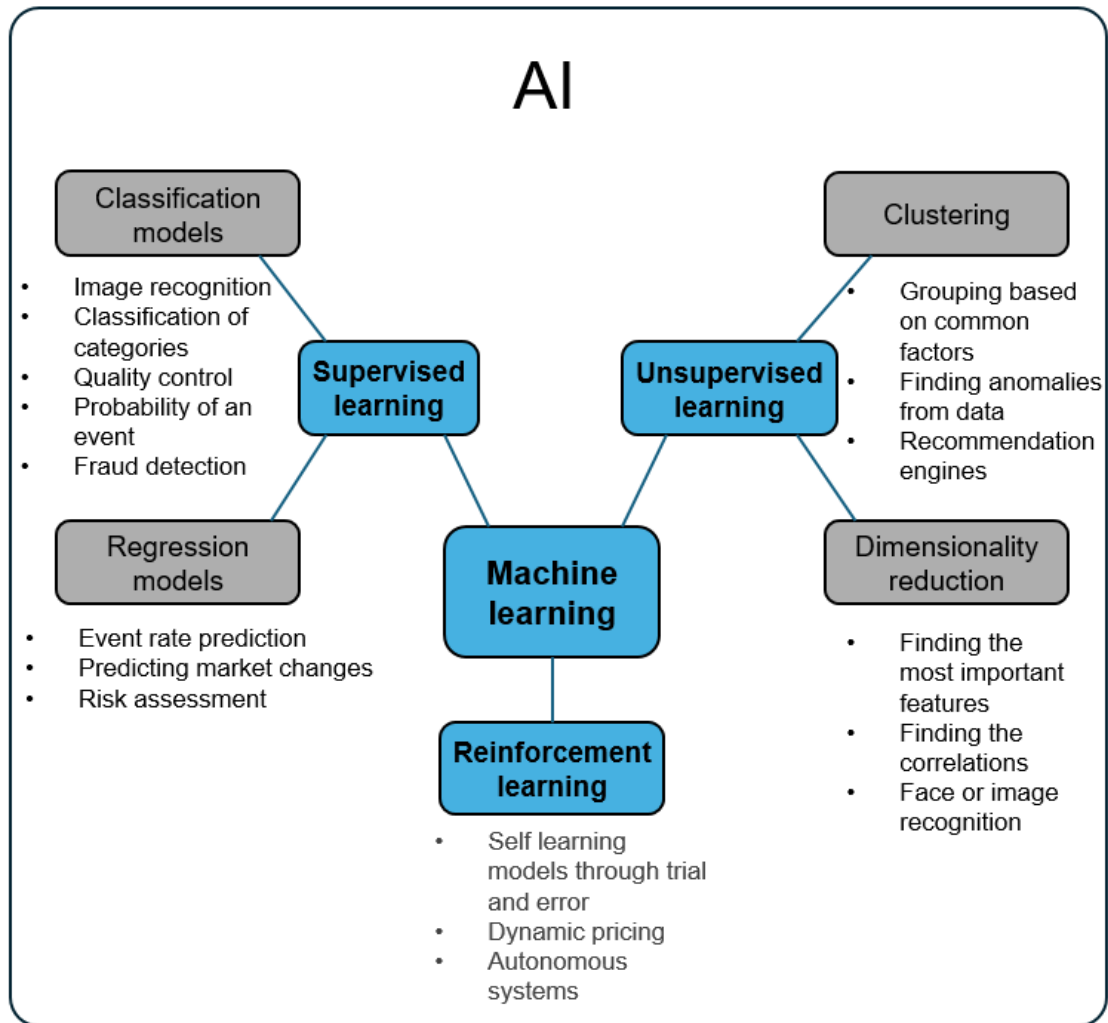 AI
Classification
models
• Image recognition
• Classification of
categories
• Quality control
• Probability of an
event
• Fraud detection
Supervised
learning
Regression
models
• Event rate prediction
• Predicting market changes
• Risk assessment
Clustering
• Grouping based
on common
factors
• Finding anomalies
from data
• Recommendation
engines
Unsupervised
learning
Dimensionality
reduction
• Finding the
most important
features
• Finding the
correlations
• Face or image
recognition
Machine
learning
Reinforcement
learning
• Self learning
models through trial
and error
• Dynamic pricing
• Autonomous
systems